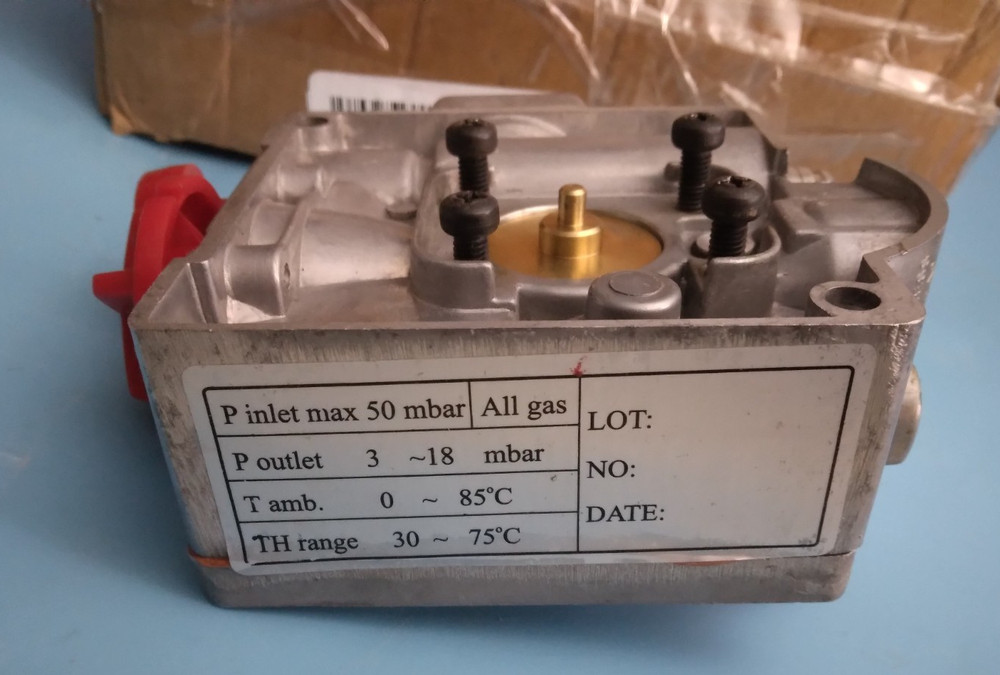 P inlet max 50 mbar All gas
P outlet 3 ~18 mbar
T amb. 0 ~ 85°C
TH range 30 ~ 75°C
LOT:
NO:
DATE: